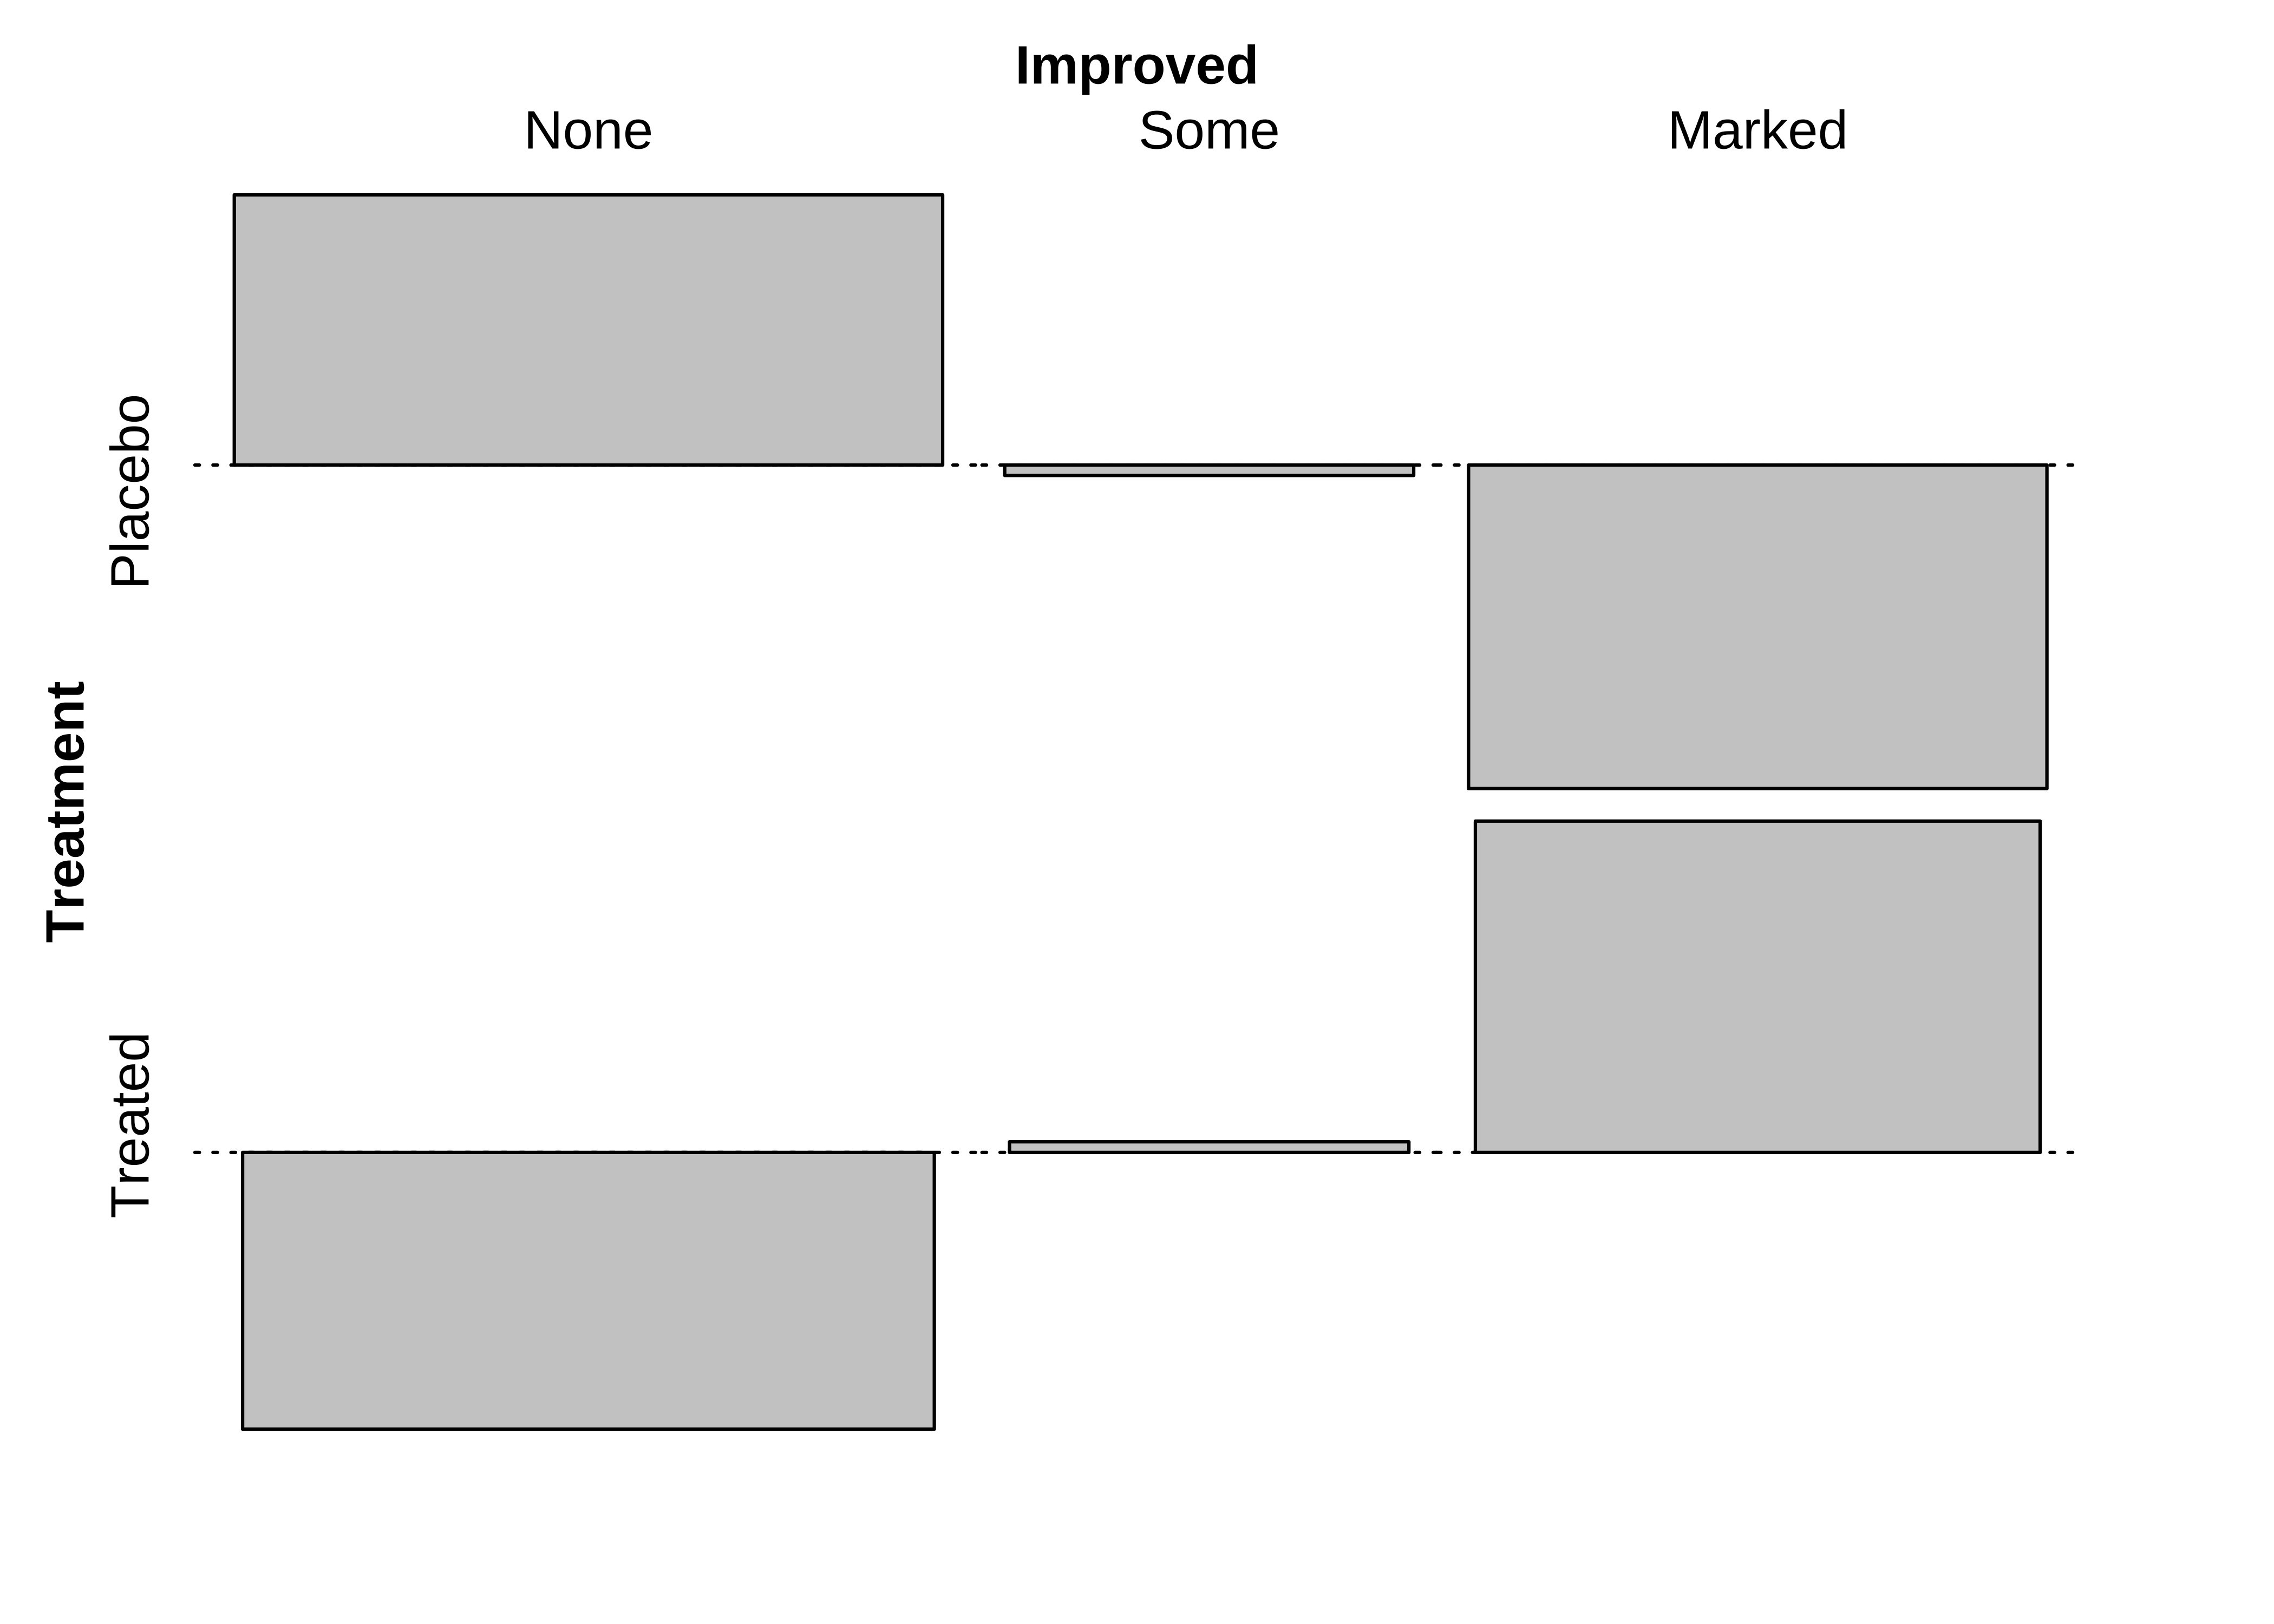 Improved
None Some Marked
Placebo
Treatment
Treated